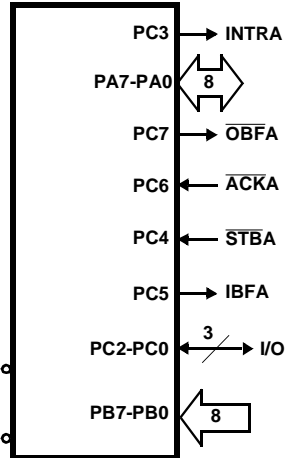 PC3 INTRA
PA7-PA0 8
PC7 OBFA
PC6 ACKA
PC4 STBA
PC5 IBFA
PC2-PC0 3 I/O
PB7-PB0 8